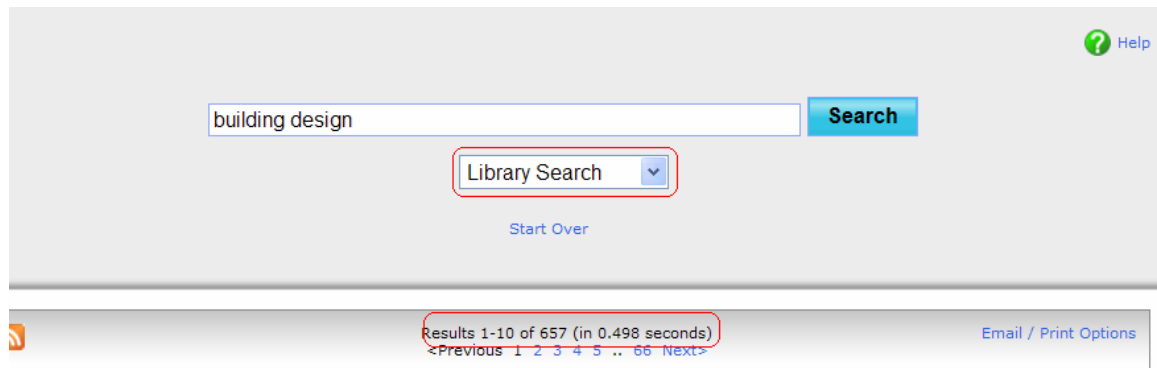 Help
building design
Search
Library Search
Start Over
Results 1-10 of 657 (in 0.498 seconds)
Email / Print Options
<Previous 1 2 3 4 5 .. 66 Next>